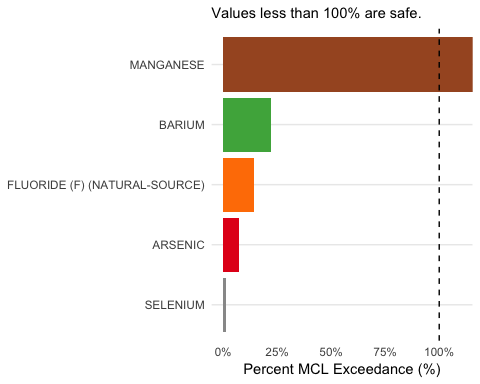 Values less than 100% are safe.
MANGANESE
BARIUM
FLUORIDE (F) (NATURAL-SOURCE)
ARSENIC
SELENIUM
0% 25% 50% 75% 100%
Percent MCL Exceedance (%)